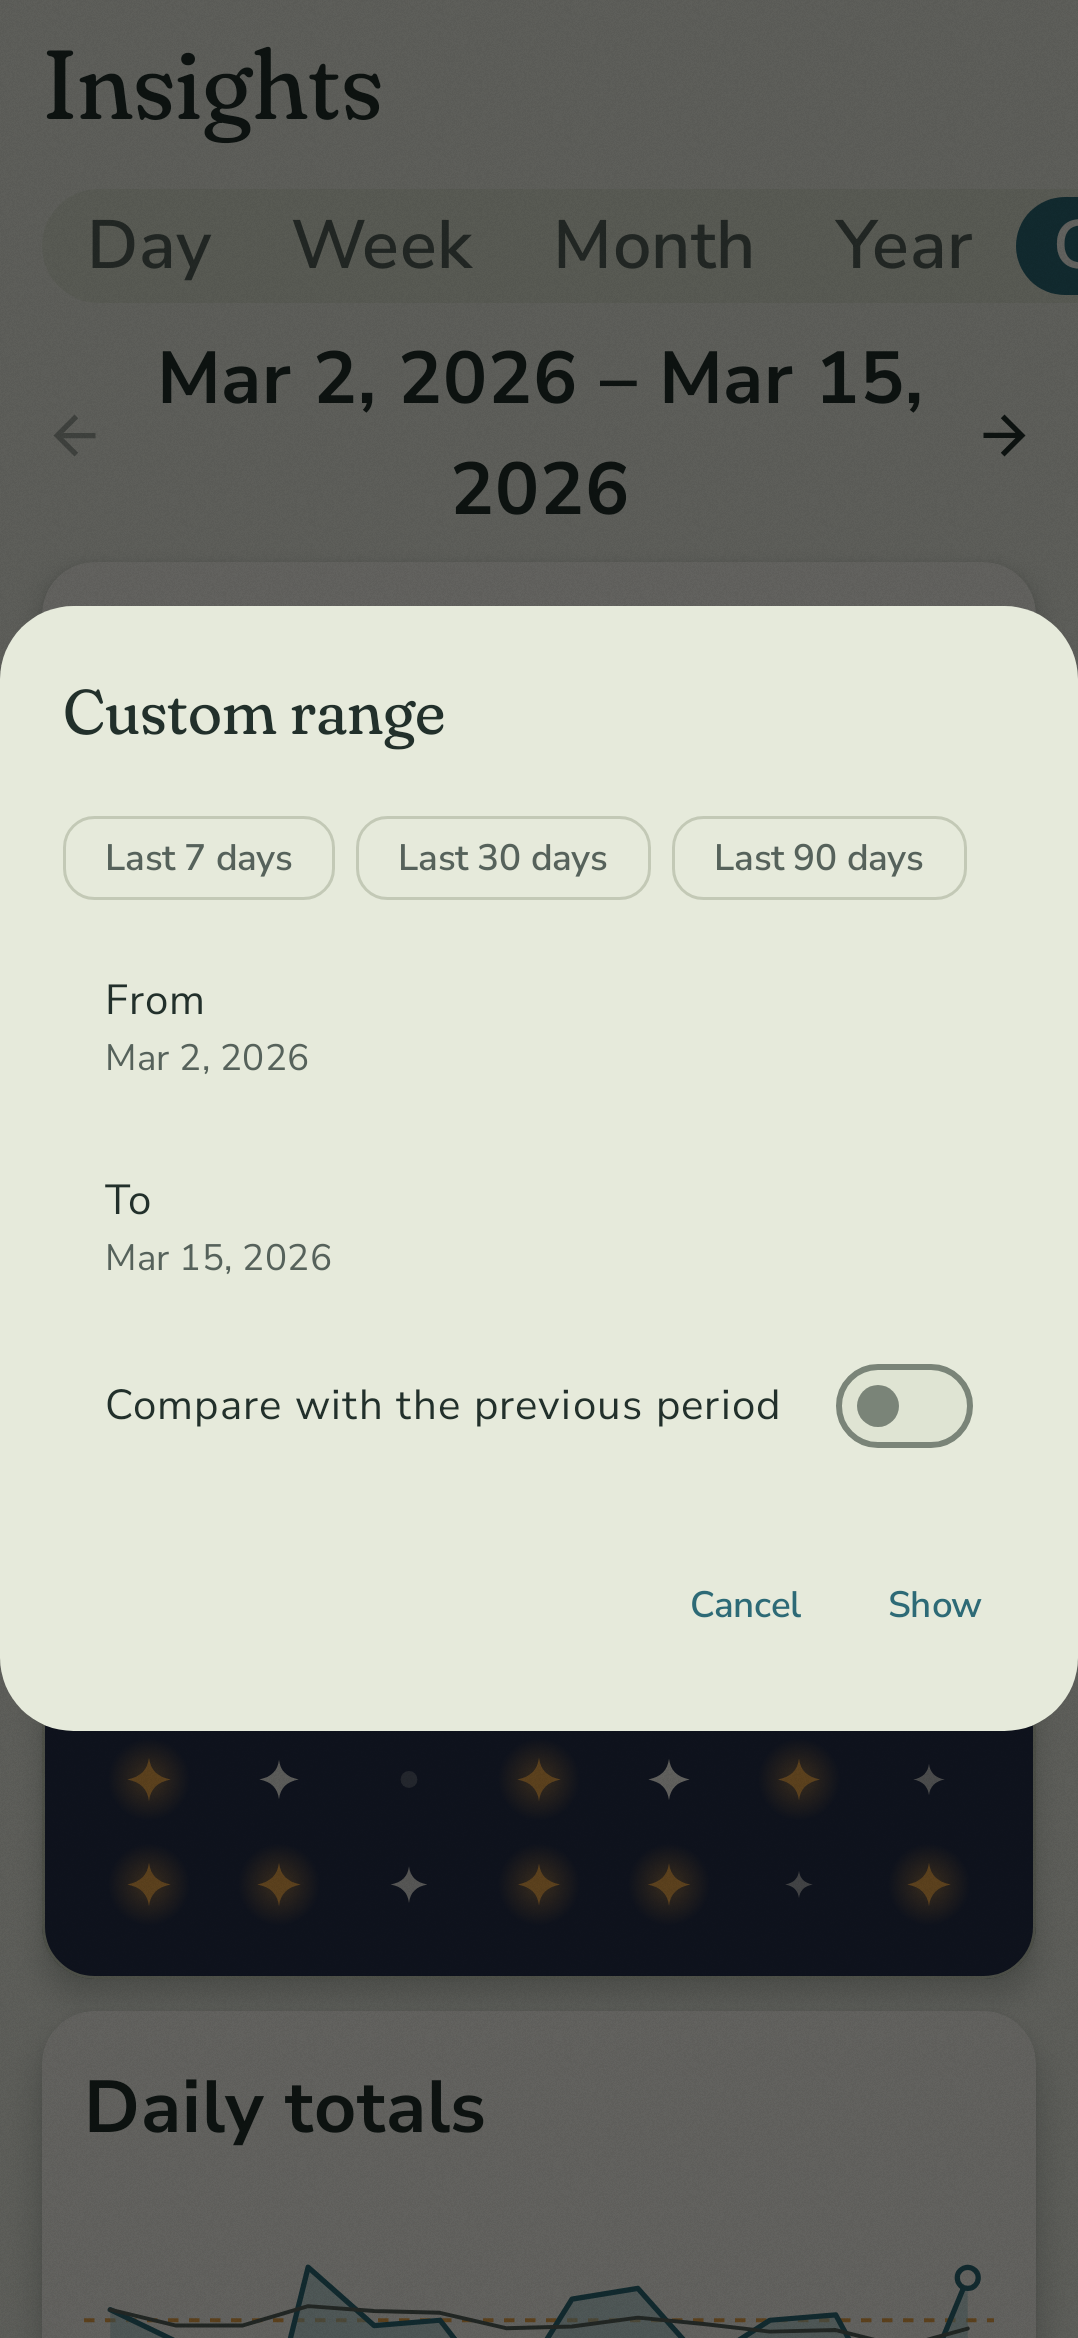 Insights
Day Week Month Year
Mar 2, 2026 – Mar 15,
2026
Custom range
Last 7 days Last 30 days Last 90 days
From
Mar 2, 2026
To
Mar 15, 2026
Compare with the previous period
Cancel Show
Daily totals